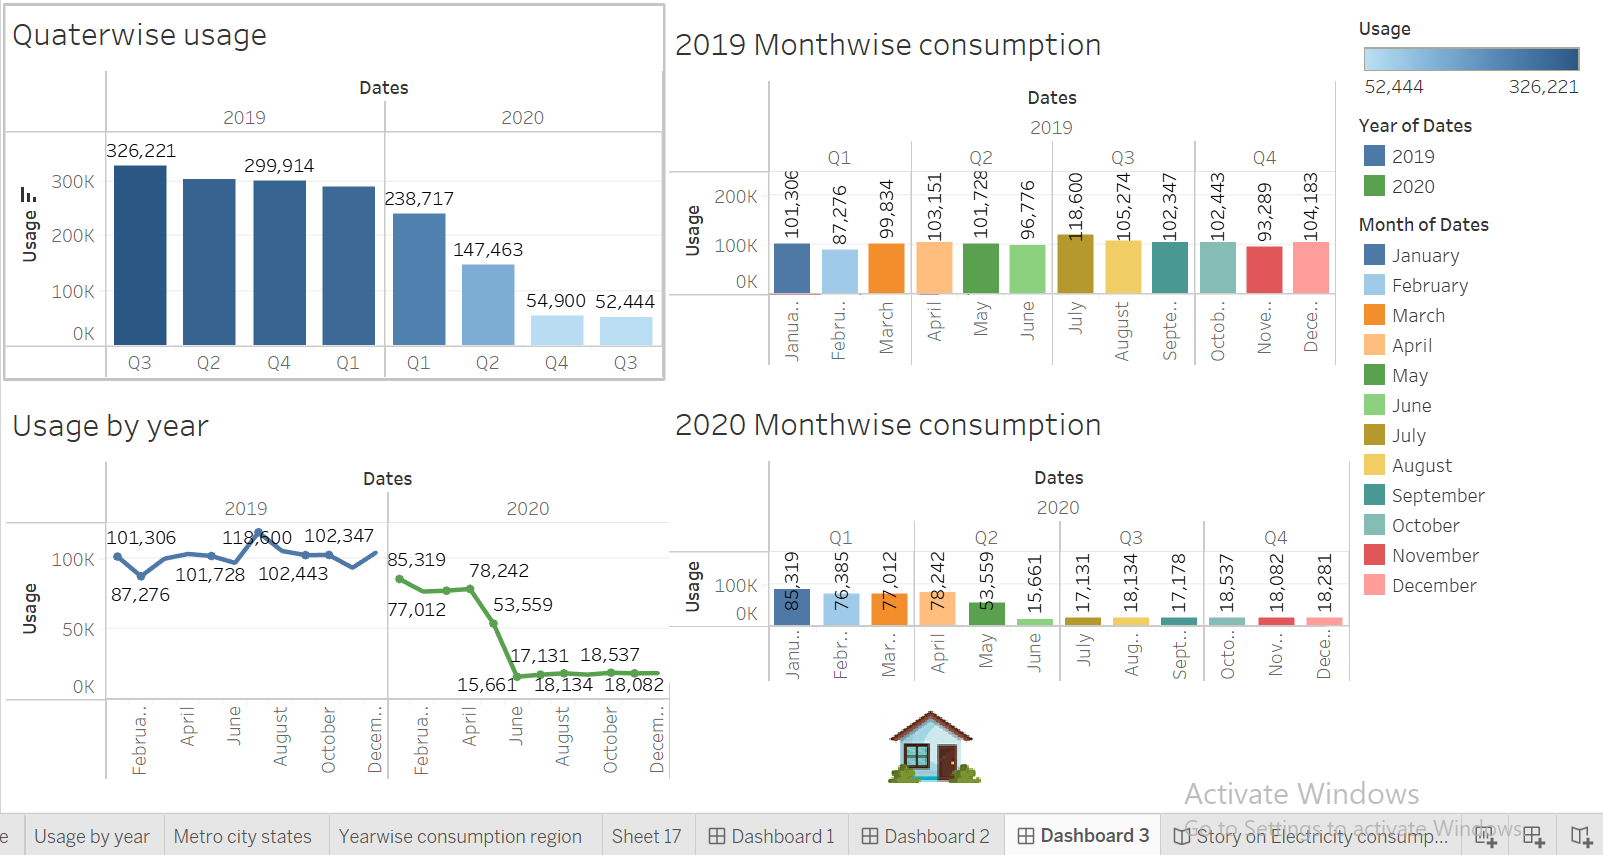 Quaterwise usage
Dates
2019
2020
326,221
299,914
238,717
147,463
54,900
52,444
300K
200K
100K
0K
Usage
Q3
Q2
Q4
Q1
Q1
Q2
Q4
Q3
2019 Monthwise consumption
Dates
2019
Q1
Q2
Q3
Q4
200K
100K
0K
Usage
101,306
87,276
99,834
103,151
101,728
96,776
118,600
105,274
102,347
102,443
93,289
104,183
Janua..
Febru..
March
April
May
June
July
August
Septe..
Octob..
Nove..
Dece..
Usage
52,444
326,221
Year of Dates
2019
2020
Month of Dates
January
February
March
April
May
June
July
August
September
October
November
December
Usage by year
Dates
2019
2020
101,306
118,600
102,347
101,728
102,443
87,276
85,319
78,242
77,012
53,559
17,131
18,537
15,661
18,134
18,082
100K
50K
0K
Usage
Februa..
April
June
August
October
Decem..
Februa..
April
June
August
October
Decem..
2020 Monthwise consumption
Dates
2020
Q1
Q2
Q3
Q4
100K
0K
Usage
85,319
76,385
77,012
78,242
53,559
15,661
17,131
18,134
17,178
18,537
18,082
18,281
Janu..
Febr..
Mar..
April
May
June
July
Aug..
Sept..
Octo..
Nov..
Dece..
Activate Windows
Go to Settings to activate Windows.
e
Usage by year
Metro city states
Yearwise consumption region
Sheet 17
Dashboard 1
Dashboard 2
Dashboard 3
Story on Electricity consump...